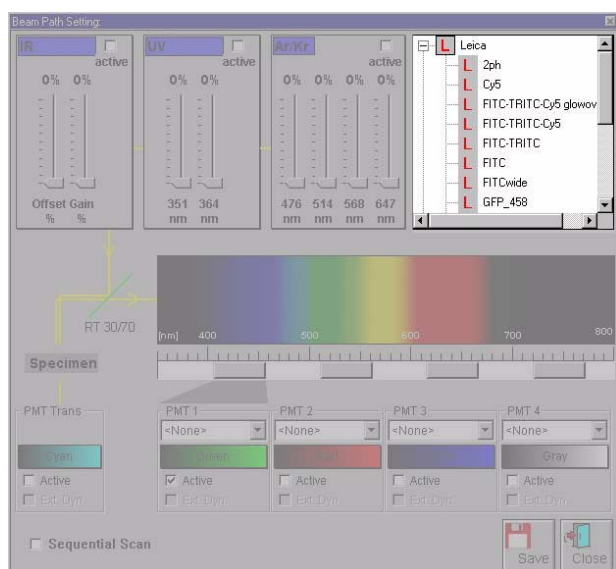 Beam Path Setting:
IR
active
0% 0%
Offset Gain
% %
UV
active
0% 0%
351 364
nm nm
Ar/Kr
active
0% 0% 0% 0%
476 514 568 647
nm nm nm nm
Leica
2ph
Cy5
FITC-TRITC-Cy5 glowov
FITC-TRITC-Cy5
FITC-TRITC
FITC
FITCwide
GFP_458
RT 30/70
[nm] 400 500 600 700 800
Specimen
PMT Trans
Cyan
Active
Ext. Dyn.
PMT 1
<None>
Green
Active
Ext. Dyn.
PMT 2
<None>
Red
Active
Ext. Dyn.
PMT 3
<None>
Active
Ext. Dyn.
PMT 4
<None>
Gray
Active
Ext. Dyn.
Sequential Scan
Save
Close